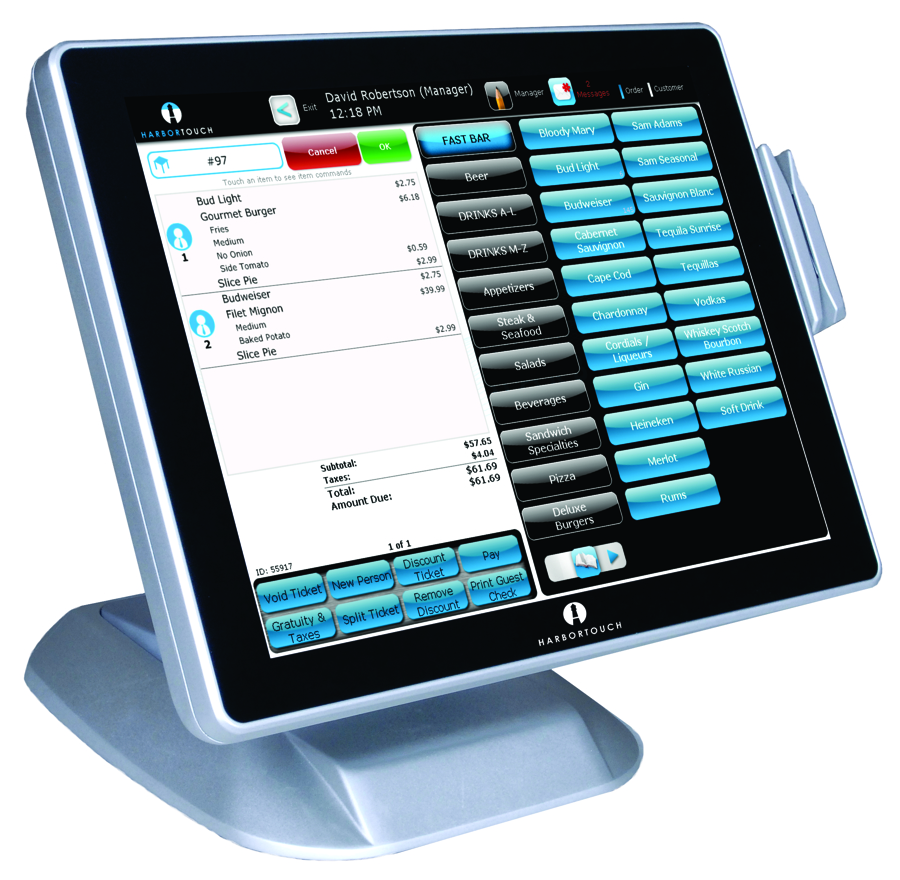 HARBORTOUCH
Exit
David Robertson (Manager)
12:18 PM
Manager
2
Messages
Order
Customer
#97
Cancel
OK
Touch an item to see item commands
1
Bud Light $2.75
Gourmet Burger $6.18
Fries
Medium
No Onion
Side Tomato $0.59
Slice Pie $2.99
2
Budweiser $2.75
Filet Mignon $39.99
Medium
Baked Potato
Slice Pie $2.99
Subtotal: $57.65
Taxes: $4.04
Total: $61.69
Amount Due: $61.69
1 of 1
ID: 55917
Void Ticket
New Person
Discount
Ticket
Pay
Gratuity &
Taxes
Split Ticket
Remove
Discount
Print Guest
Check
FAST BAR
Beer
DRINKS A-L
DRINKS M-Z
Appetizers
Steak &
Seafood
Salads
Beverages
Sandwich
Specialties
Pizza
Deluxe
Burgers
Bloody Mary
Bud Light
Budweiser
Cabernet
Sauvignon
Cape Cod
Chardonnay
Cordials /
Liqueurs
Gin
Heineken
Merlot
Rums
Sam Adams
Sam Seasonal
Sauvignon Blanc
Tequila Sunrise
Tequillas
Vodkas
Whiskey Scotch
Bourbon
White Russian
Soft Drink
HARBORTOUCH